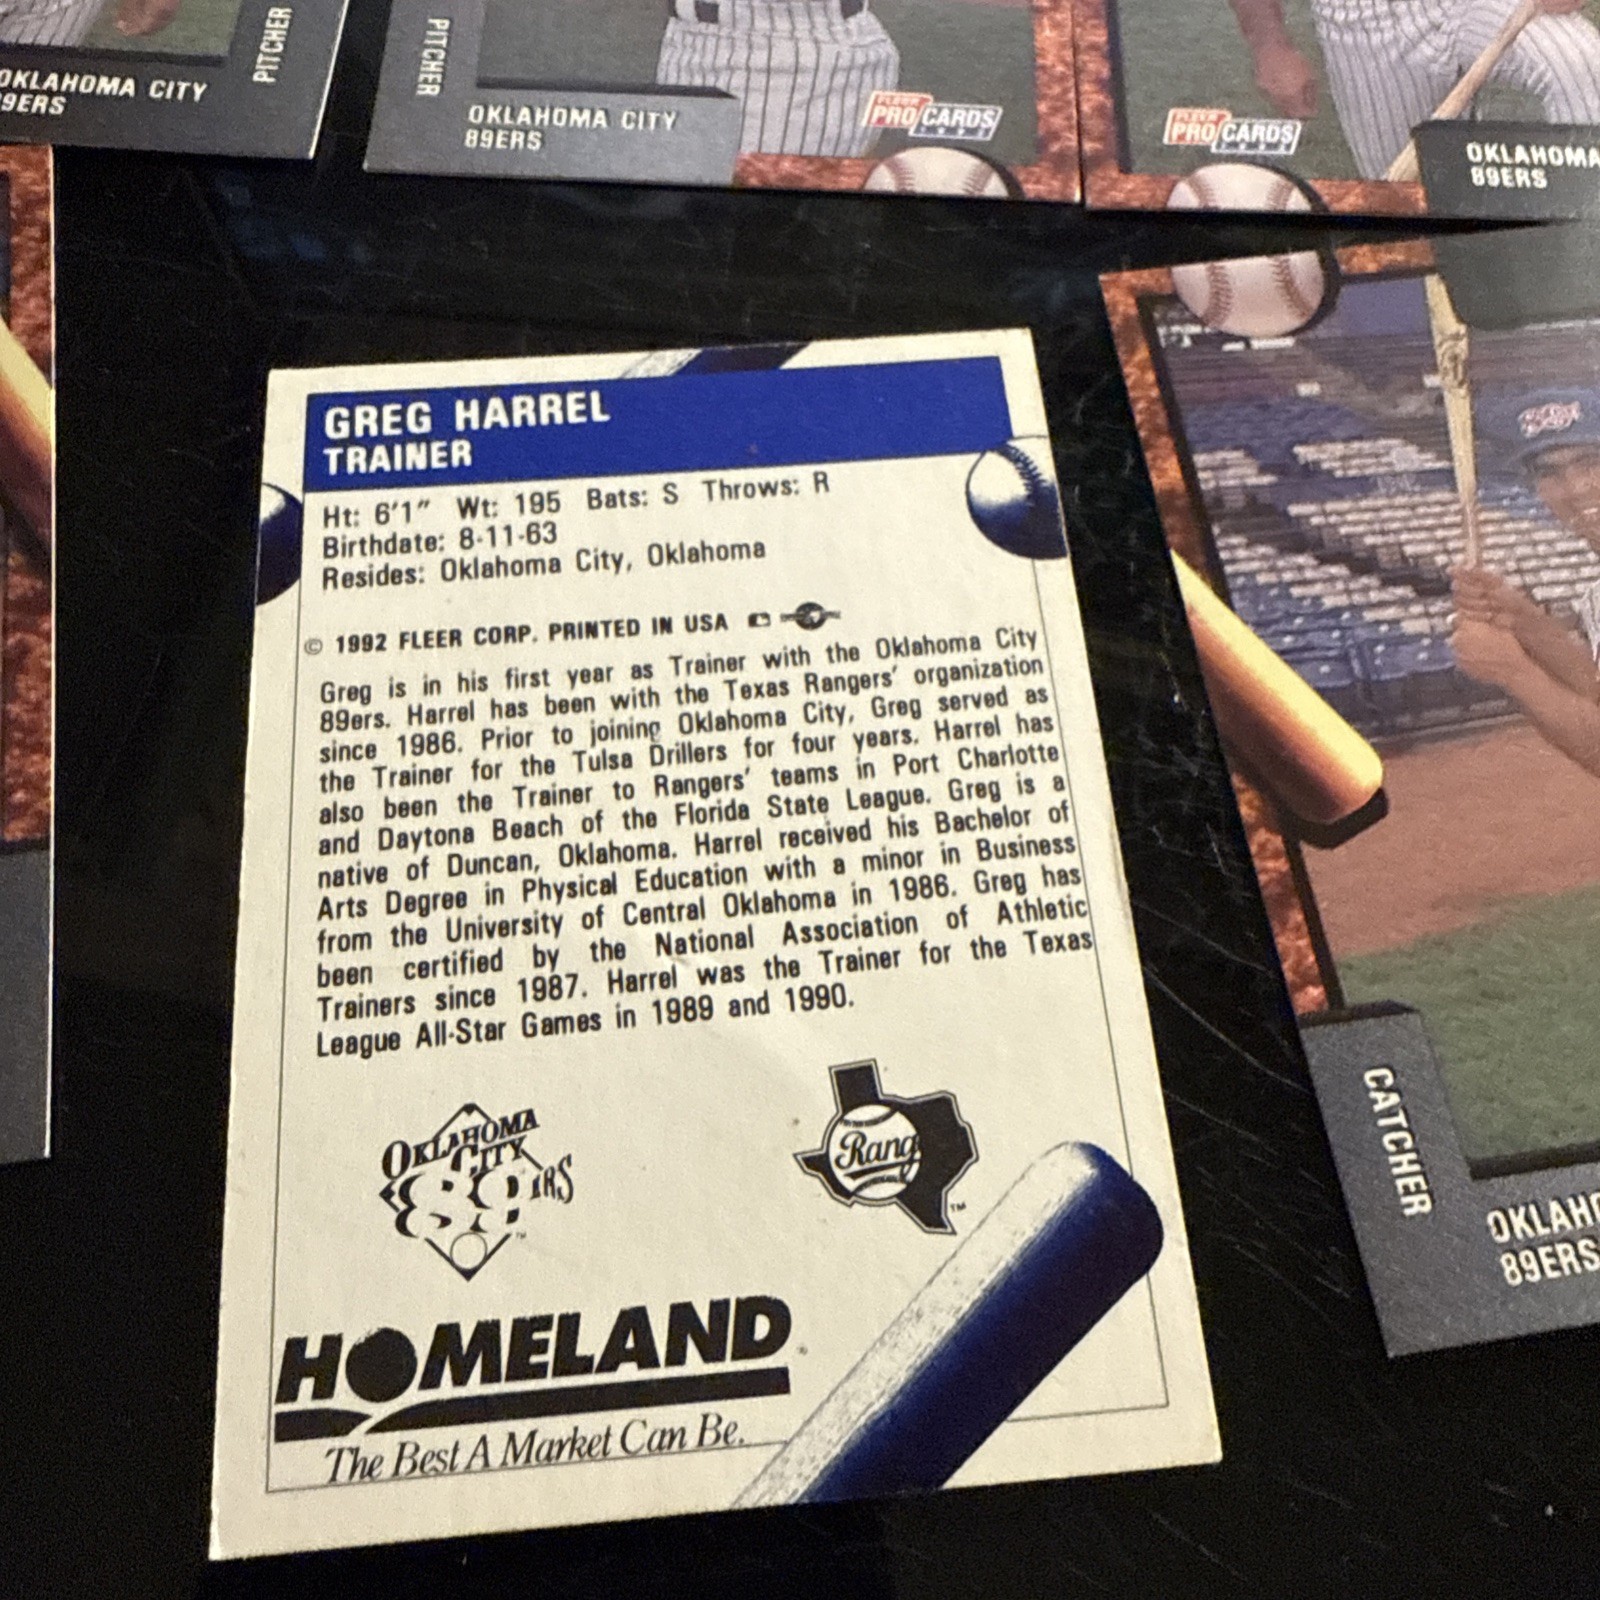 PITCHER
OKLAHOMA CITY
89ERS
PITCHER
OKLAHOMA CITY
89ERS
FLEER
PRO CARDS
1992
FLEER
PRO CARDS
1992
OKLAHOMA
89ERS
GREG HARREL
TRAINER
Ht: 6'1" Wt: 195 Bats: S Throws: R
Birthdate: 8-11-63
Resides: Oklahoma City, Oklahoma
© 1992 FLEER CORP. PRINTED IN USA
Greg is in his first year as Trainer with the Oklahoma City
89ers. Harrel has been with the Texas Rangers' organization
since 1986. Prior to joining Oklahoma City, Greg served as
the Trainer for the Tulsa Drillers for four years. Harrel has
also been the Trainer to Rangers' teams in Port Charlotte
and Daytona Beach of the Florida State League. Greg is a
native of Duncan, Oklahoma. Harrel received his Bachelor of
Arts Degree in Physical Education with a minor in Business
from the University of Central Oklahoma in 1986. Greg has
been certified by the National Association of Athletic
Trainers since 1987. Harrel was the Trainer for the Texas
League All-Star Games in 1989 and 1990.
OKLAHOMA
CITY
89ERS
TM
Rang
TM
HOMELAND
The Best A Market Can Be.
CATCHER
OKLAHO
89ERS